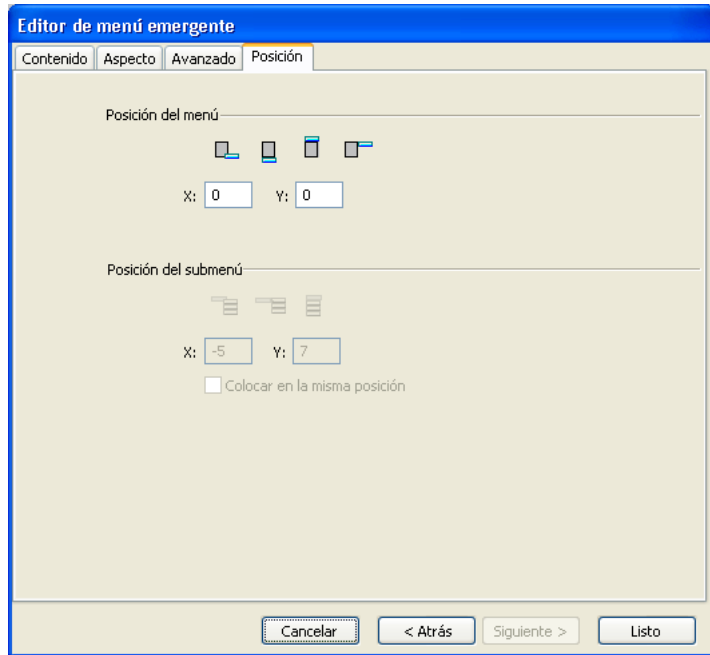 Editor de menú emergente
Contenido Aspecto Avanzado Posición
Posición del menú
X: 0 Y: 0
Posición del submenú
X: -5 Y: 7
Colocar en la misma posición
Cancelar < Atrás Siguiente > Listo